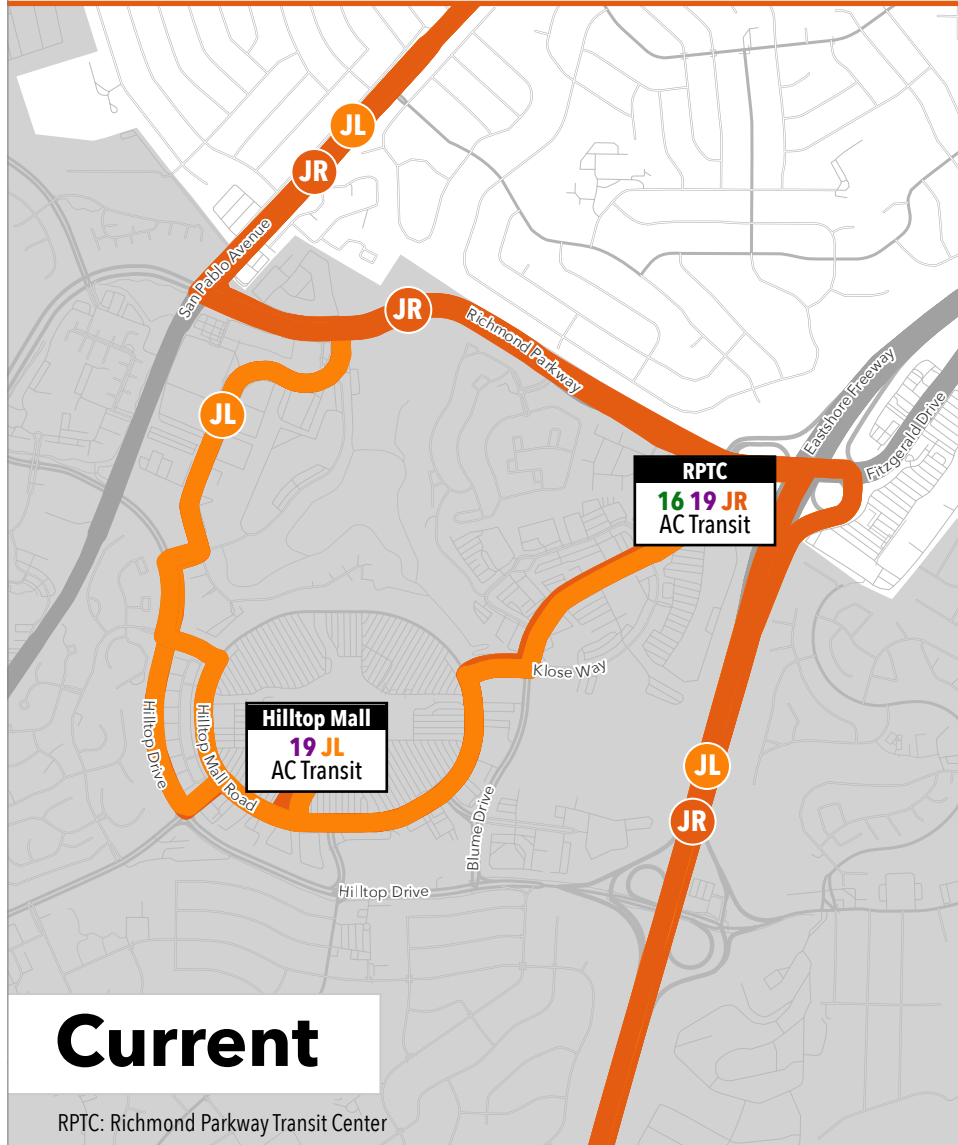 JL
JR
San Pablo Avenue
JR
Richmond Parkway
Eastshore Freeway
Fitzgerald Drive
JL
RPTC
16 19 JR
AC Transit
Klose Way
Hilltop Drive
Hilltop Mall Road
Hilltop Mall
19 JL
AC Transit
JL
JR
Blume Drive
Hilltop Drive
Current
RPTC: Richmond Parkway Transit Center